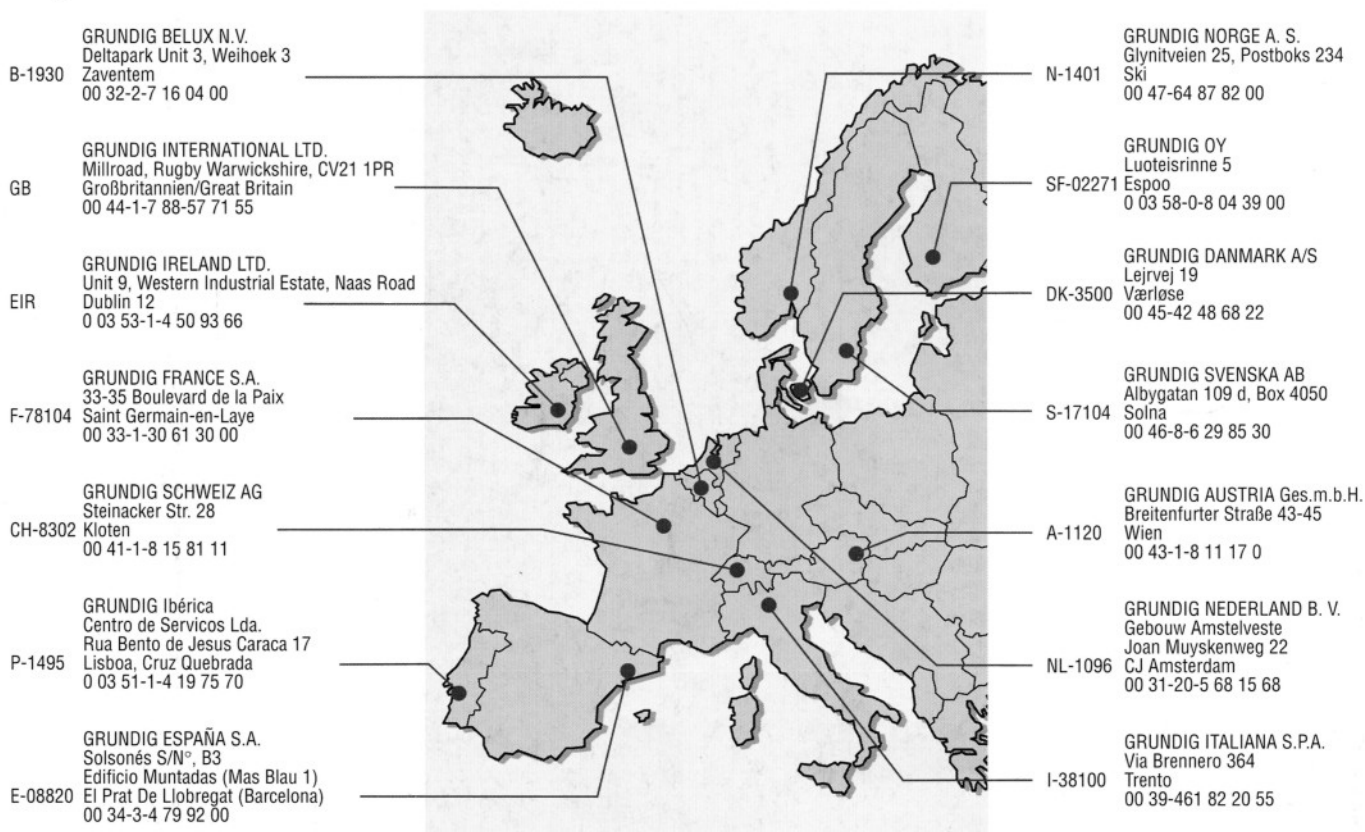 GRUNDIG BELUX N.V.
Deltapark Unit 3, Weihoek 3
B-1930 Zaventem
00 32-2-7 16 04 00
GRUNDIG INTERNATIONAL LTD.
Millroad, Rugby Warwickshire, CV21 1PR
GB Großbritannien/Great Britain
00 44-1-7 88-57 71 55
GRUNDIG IRELAND LTD.
Unit 9, Western Industrial Estate, Naas Road
EIR Dublin 12
0 03 53-1-4 50 93 66
GRUNDIG FRANCE S.A.
33-35 Boulevard de la Paix
F-78104 Saint Germain-en-Laye
00 33-1-30 61 30 00
GRUNDIG SCHWEIZ AG
Steinacker Str. 28
CH-8302 Kloten
00 41-1-8 15 81 11
GRUNDIG Ibérica
Centro de Servicos Lda.
Rua Bento de Jesus Caraca 17
P-1495 Lisboa, Cruz Quebrada
0 03 51-1-4 19 75 70
GRUNDIG ESPAÑA S.A.
Solsonés S/N°, B3
Edificio Muntadas (Mas Blau 1)
E-08820 El Prat De Llobregat (Barcelona)
00 34-3-4 79 92 00
GRUNDIG NORGE A. S.
Glynitveien 25, Postboks 234
N-1401 Ski
00 47-64 87 82 00
GRUNDIG OY
Luoteisrinne 5
SF-02271 Espoo
0 03 58-0-8 04 39 00
GRUNDIG DANMARK A/S
Lejrvej 19
DK-3500 Værløse
00 45-42 48 68 22
GRUNDIG SVENSKA AB
Albygatan 109 d, Box 4050
S-17104 Solna
00 46-8-6 29 85 30
GRUNDIG AUSTRIA Ges.m.b.H.
Breitenfurter Straße 43-45
A-1120 Wien
00 43-1-8 11 17 0
GRUNDIG NEDERLAND B. V.
Gebouw Amstelveste
Joan Muyskenweg 22
NL-1096 CJ Amsterdam
00 31-20-5 68 15 68
GRUNDIG ITALIANA S.P.A.
Via Brennero 364
I-38100 Trento
00 39-461 82 20 55